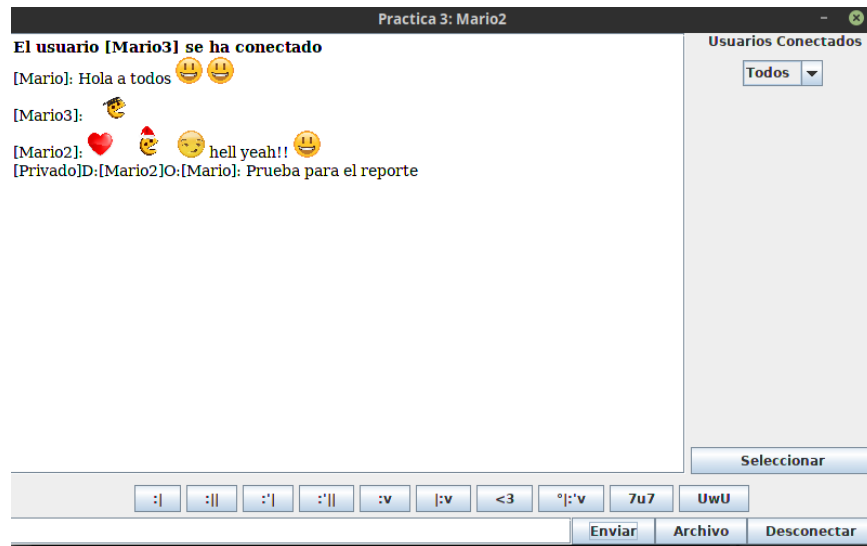 Practica 3: Mario2
El usuario [Mario3] se ha conectado
[Mario]: Hola a todos
[Mario3]:
[Mario2]: hell yeah!!
[Privado]D:[Mario2]O:[Mario]: Prueba para el reporte
Usuarios Conectados
Todos
Seleccionar
:| :|| :'| :'|| :v |:v <3 °|:'v 7u7 UwU
Enviar Archivo Desconectar